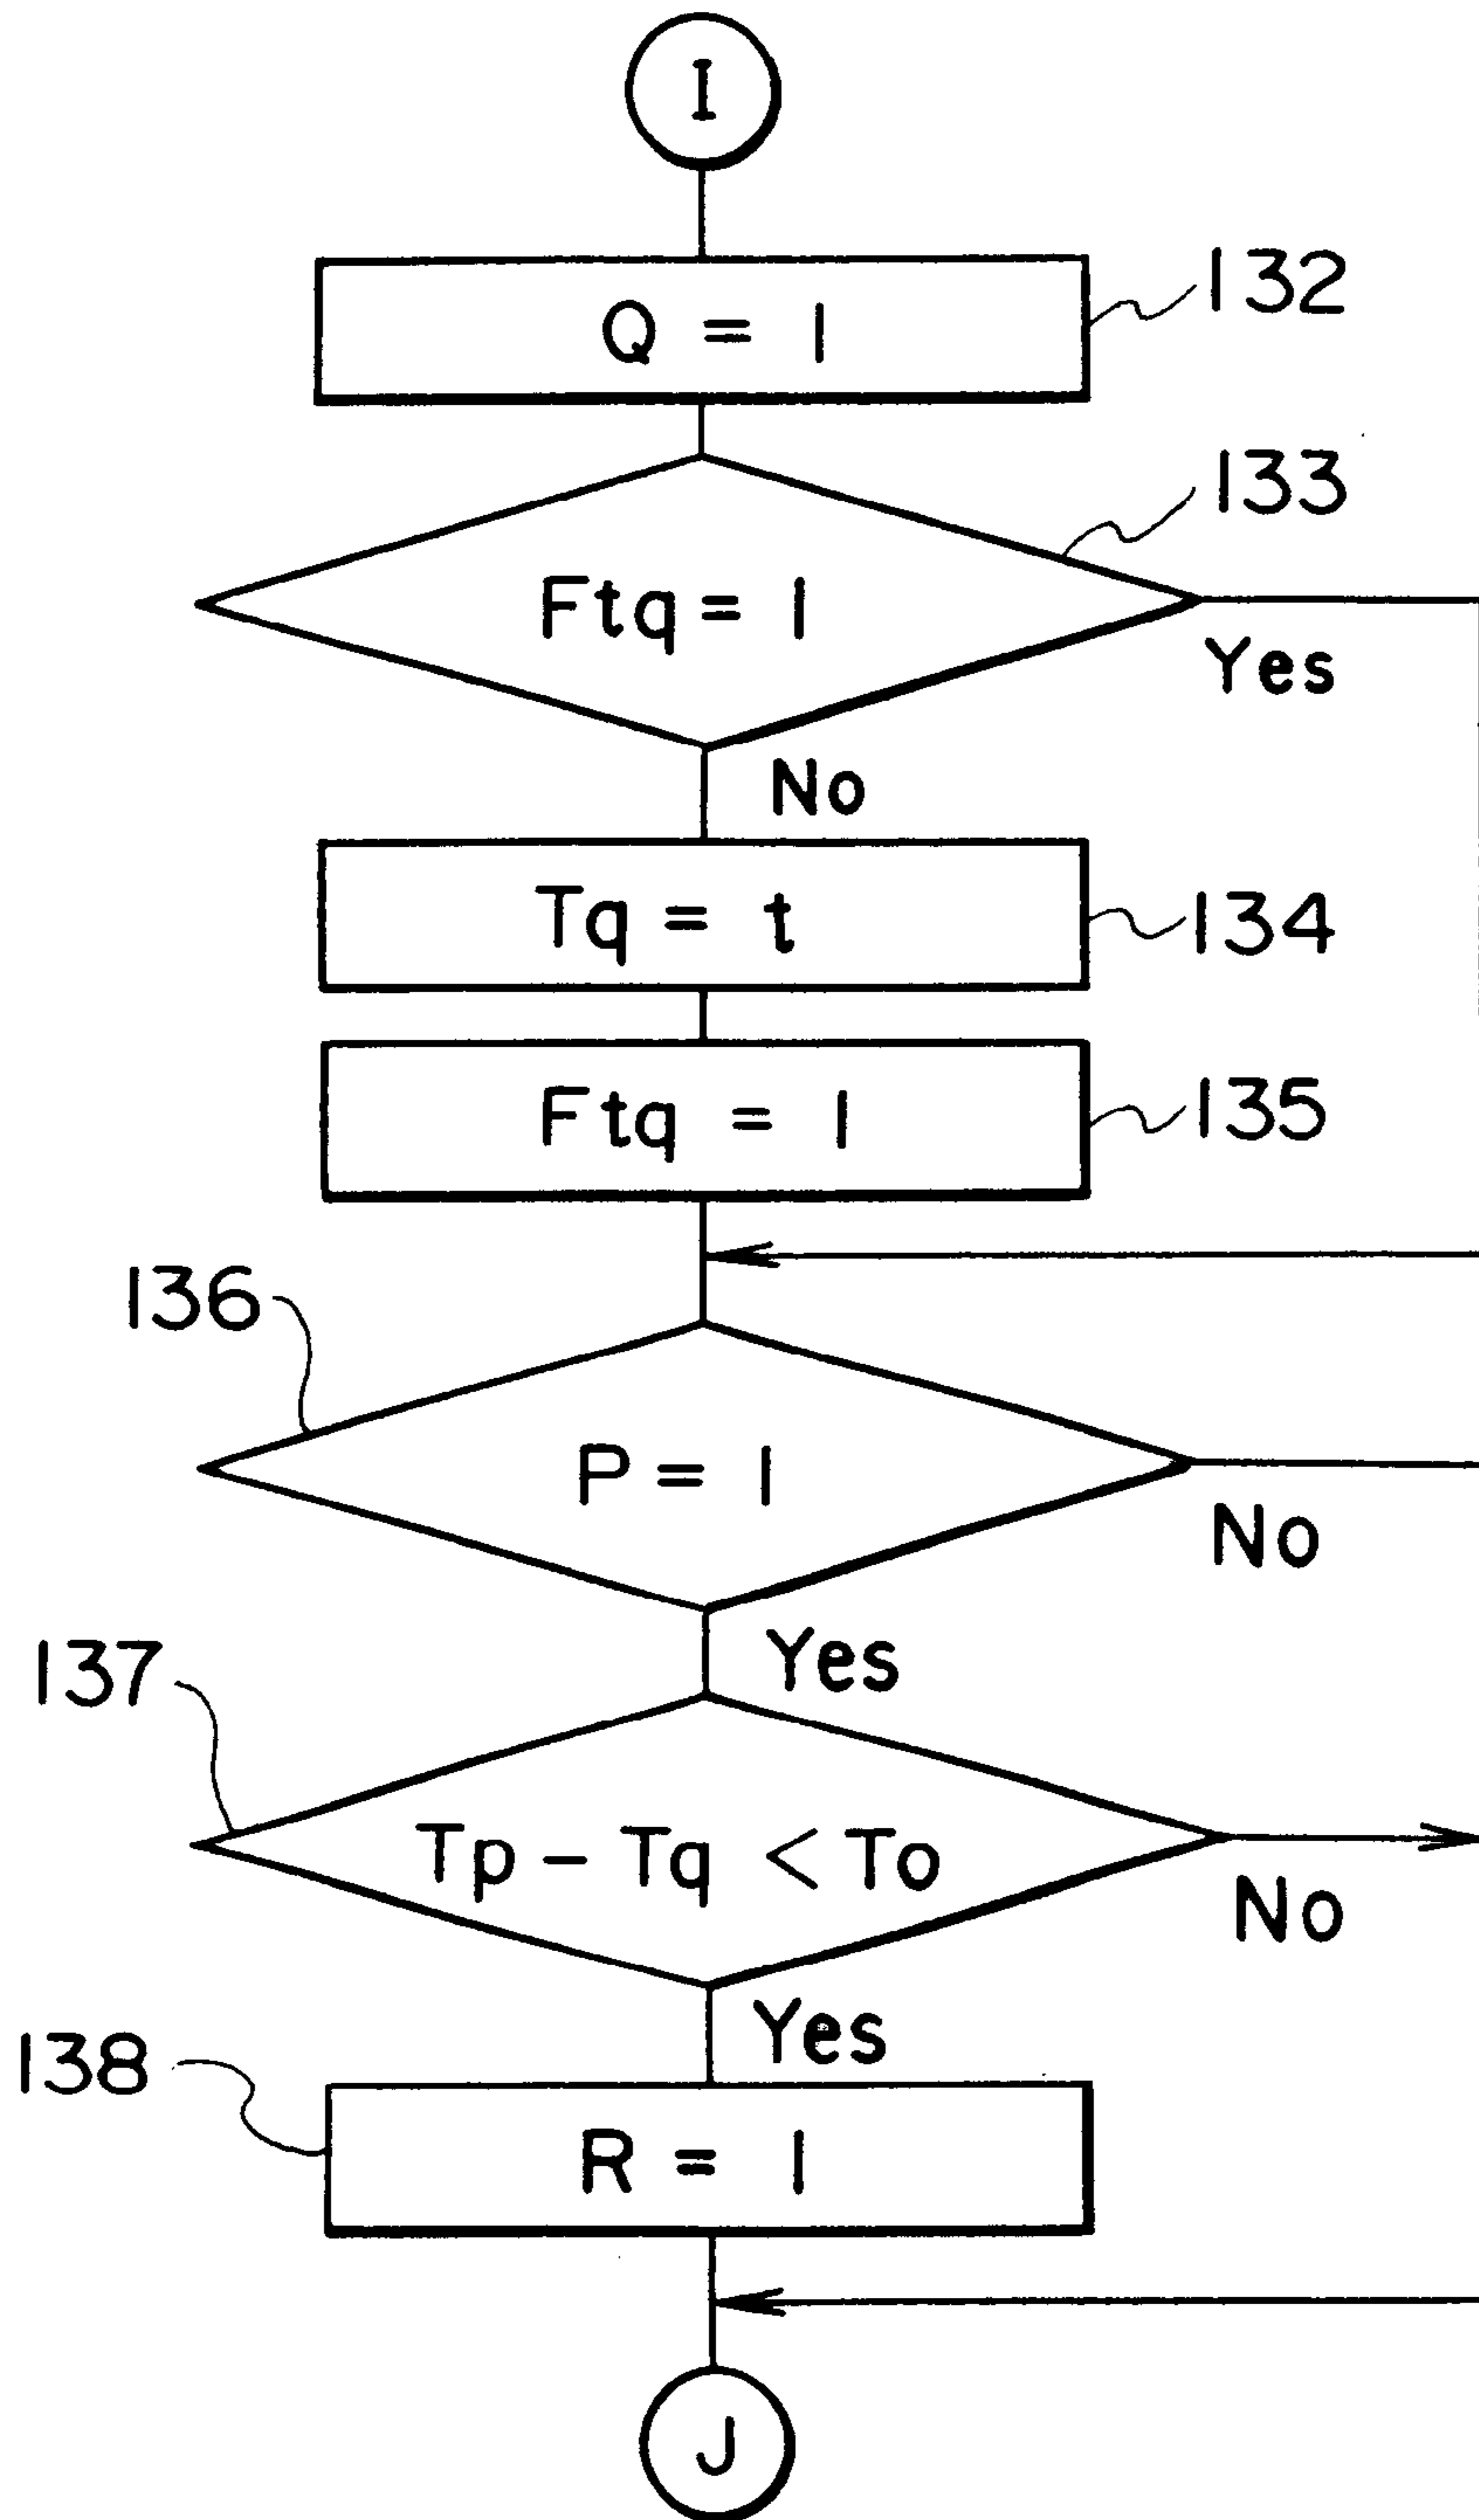 I
Q = 1
132
133
Ftq = 1
Yes
No
Tq = t
134
Ftq = 1
135
136
P = 1
No
Yes
137
Tp - Tq < To
No
Yes
138
R = 1
J